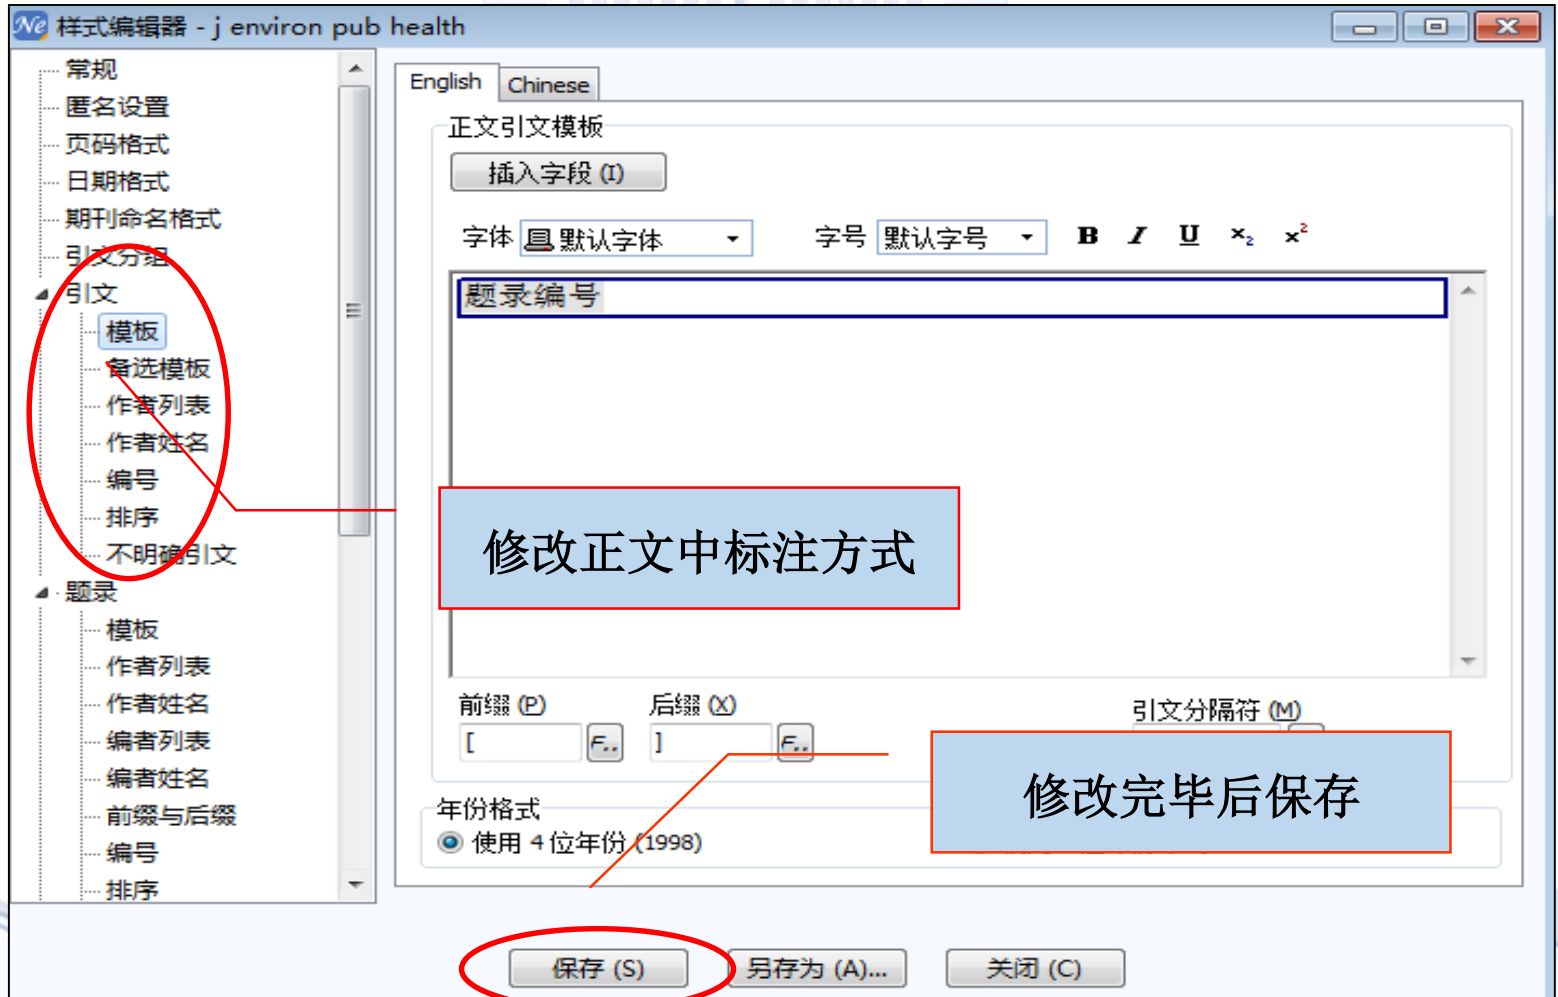 Ne 样式编辑器 - j environ pub health
常规
匿名设置
页码格式
日期格式
期刊命名格式
引文分组
引文
模板
备选模板
作者列表
作者姓名
编号
排序
不明确引文
题录
模板
作者列表
作者姓名
编者列表
编者姓名
前缀与后缀
编号
排序
English Chinese
正文引文模板
插入字段 (I)
字体 默认字体 字号 默认字号 B I U x₂ x²
题录编号
修改正文中标注方式
前缀 (P) 后缀 (X) 引文分隔符 (M)
[ F.. ] F..
修改完毕后保存
年份格式
使用 4 位年份 (1998)
保存 (S) 另存为 (A)... 关闭 (C)